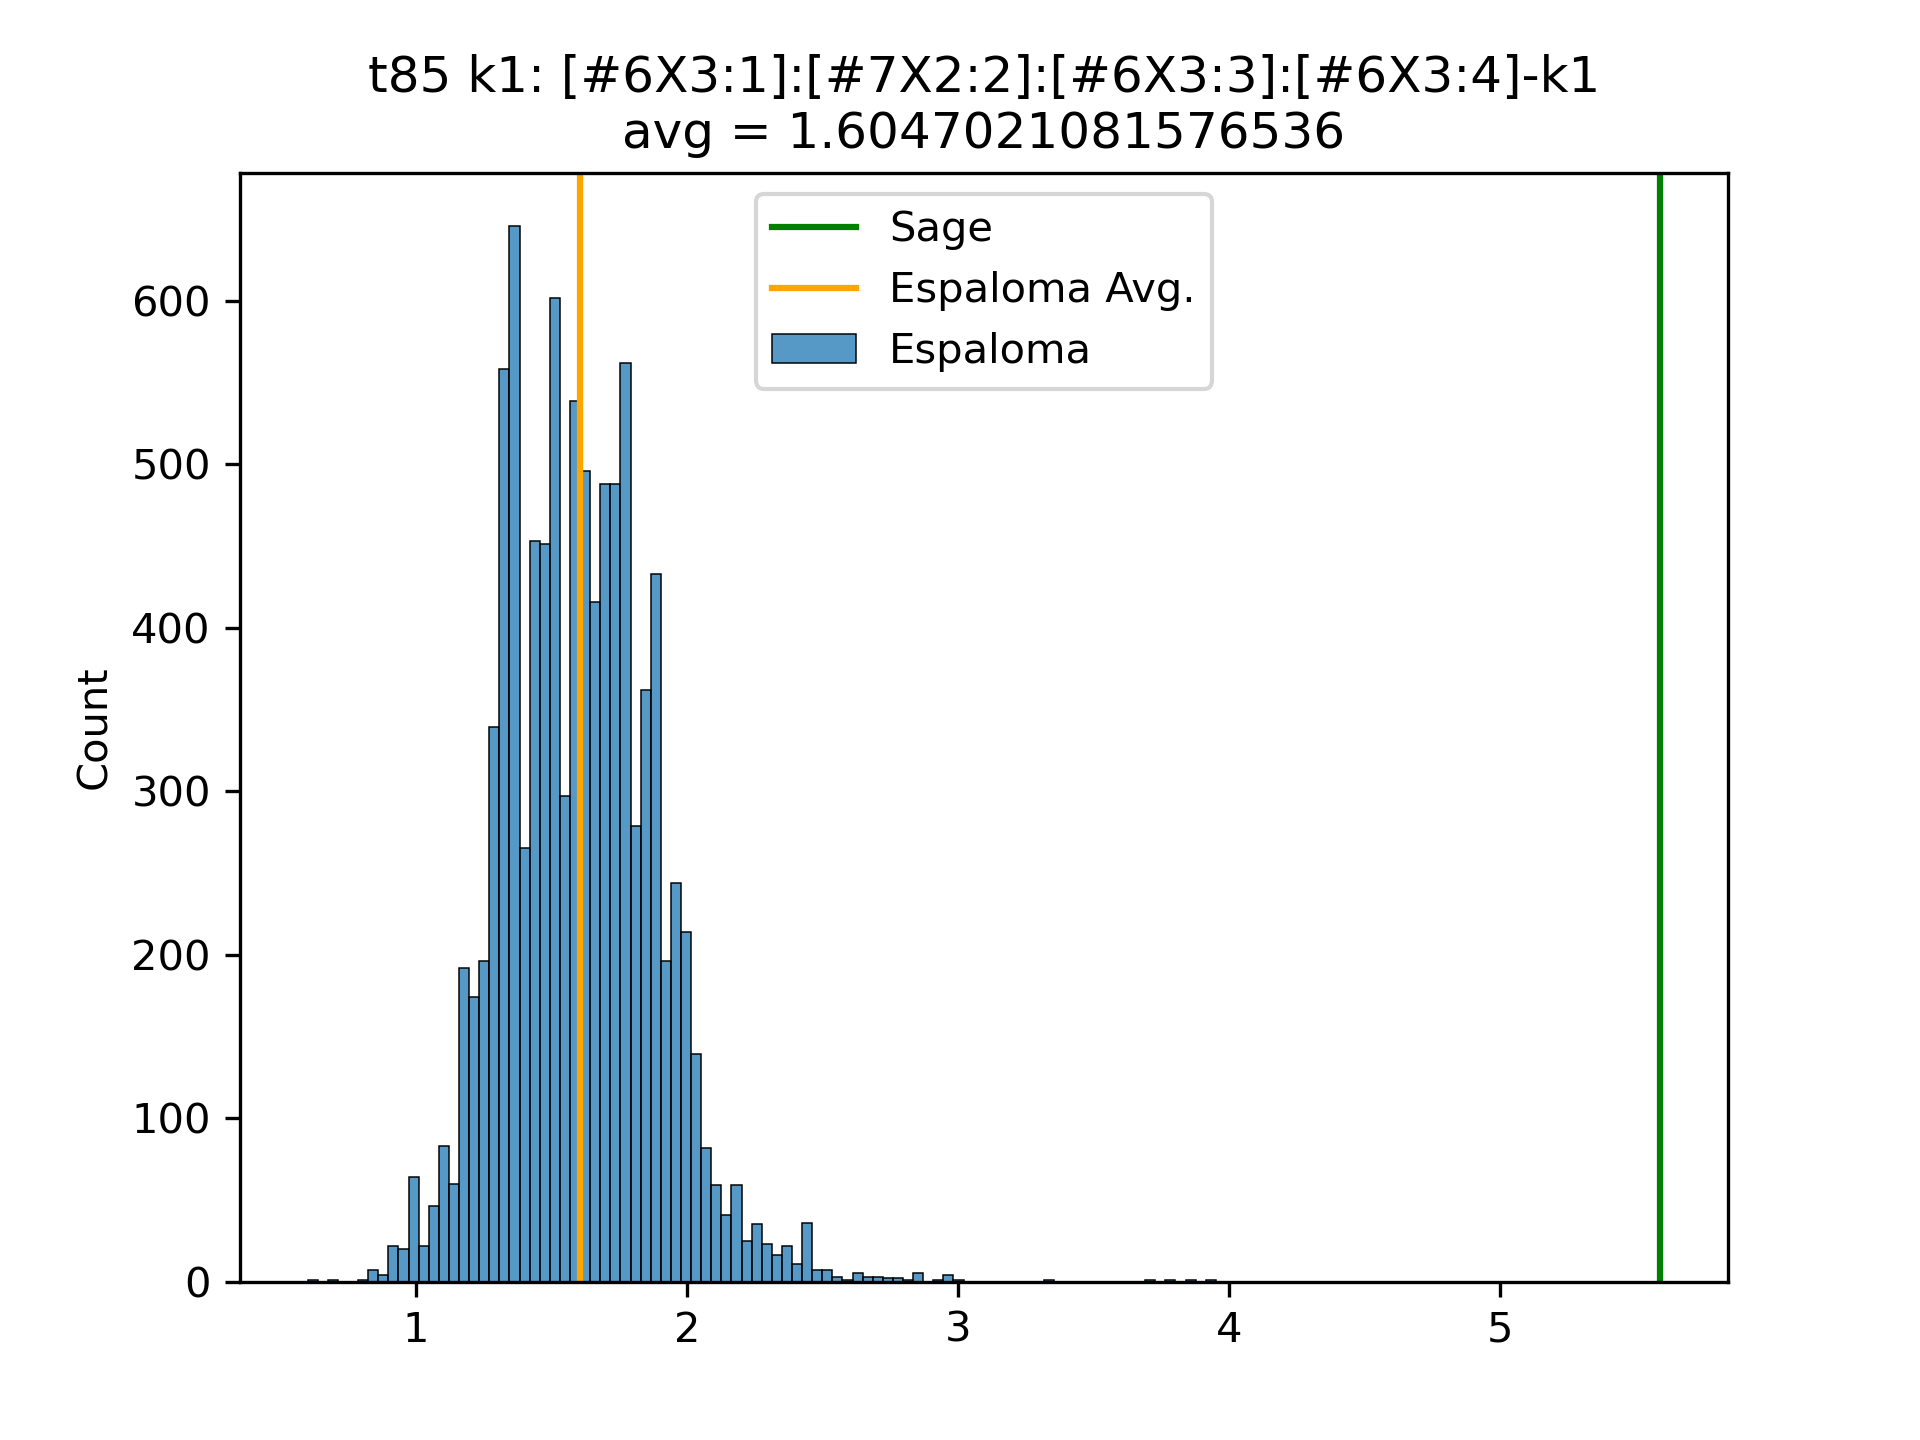 t85 k1: [#6X3:1]:[#7X2:2]:[#6X3:3]:[#6X3:4]-k1
avg = 1.6047021081576536
Sage
Espaloma Avg.
Espaloma
Count
600
500
400
300
200
100
0
1
2
3
4
5